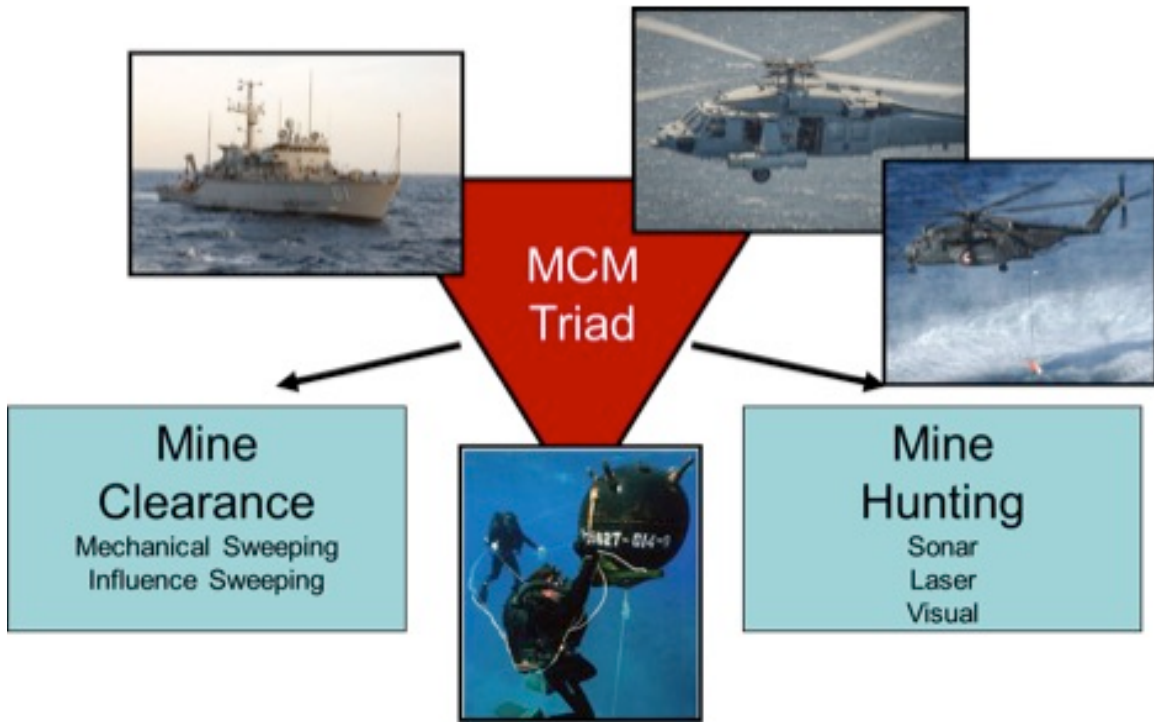 MCM
Triad
Mine
Clearance
Mechanical Sweeping
Influence Sweeping
Mine
Hunting
Sonar
Laser
Visual